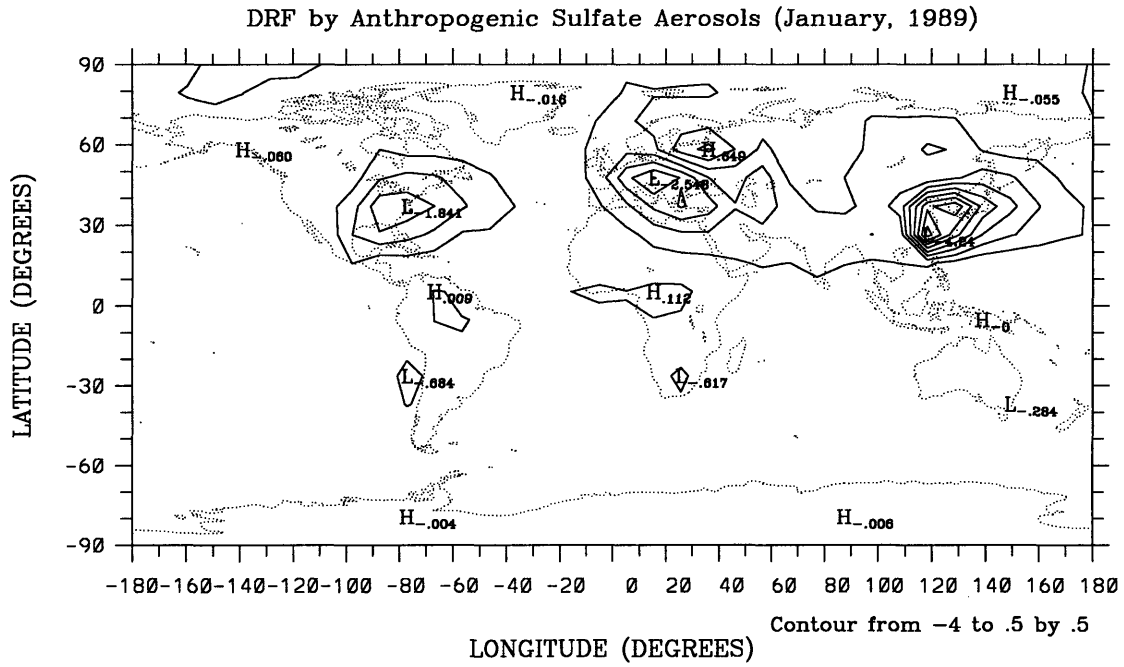 DRF by Anthropogenic Sulfate Aerosols (January, 1989)
LATITUDE (DEGREES)
90
60
30
0
-30
-60
-90
H-.016
H-.055
H-.060
L-1.841
L-2.548
H.009
H.112
H-0
L-.684
L-.617
L-.284
H-.004
H-.006
-180 -160 -140 -120 -100 -80 -60 -40 -20 0 20 40 60 80 100 120 140 160 180
Contour from -4 to .5 by .5
LONGITUDE (DEGREES)